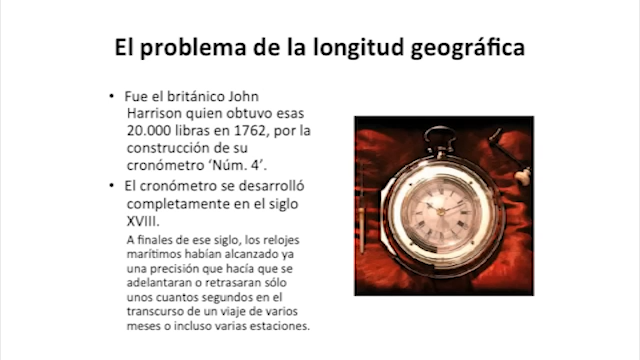 El problema de la longitud geográfica
• Fue el británico John
Harrison quien obtuvo esas
20.000 libras en 1762, por la
construcción de su
cronómetro ‘Núm. 4’.
• El cronómetro se desarrolló
completamente en el siglo
XVIII.
A finales de ese siglo, los relojes
marítimos habían alcanzado ya
una precisión que hacía que se
adelantaran o retrasaran sólo
unos cuantos segundos en el
transcurso de un viaje de varios
meses o incluso varias estaciones.